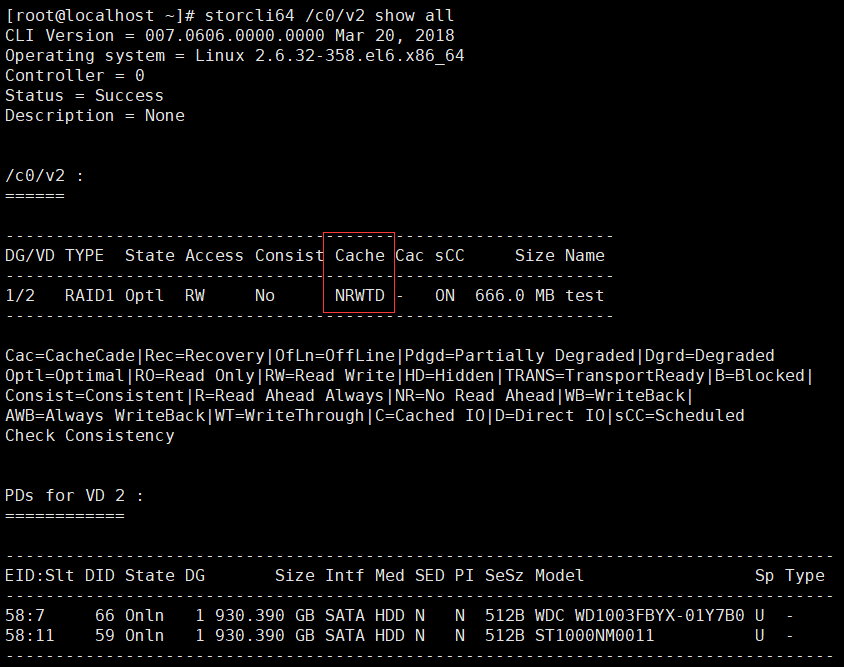 [root@localhost ~]# storcli64 /c0/v2 show all
CLI Version = 007.0606.0000.0000 Mar 20, 2018
Operating system = Linux 2.6.32-358.el6.x86_64
Controller = 0
Status = Success
Description = None
/c0/v2 :
======
-------------------------------------------------------------
DG/VD TYPE  State Access Consist Cache Cac sCC     Size Name
-------------------------------------------------------------
1/2   RAID1 Optl  RW     No      NRWTD -   ON  666.0 MB test
-------------------------------------------------------------
Cac=CacheCade|Rec=Recovery|OfLn=OffLine|Pdgd=Partially Degraded|Dgrd=Degraded
Optl=Optimal|RO=Read Only|RW=Read Write|HD=Hidden|TRANS=TransportReady|B=Blocked|
Consist=Consistent|R=Read Ahead Always|NR=No Read Ahead|WB=WriteBack|
AWB=Always WriteBack|WT=WriteThrough|C=Cached IO|D=Direct IO|sCC=Scheduled
Check Consistency
PDs for VD 2 :
============
-----------------------------------------------------------------------------------
EID:Slt DID State DG       Size Intf Med SED PI SeSz Model                 Sp Type
-----------------------------------------------------------------------------------
58:7     66 Onln   1 930.390 GB SATA HDD N   N  512B WDC WD1003FBYX-01Y7B0 U  -
58:11    59 Onln   1 930.390 GB SATA HDD N   N  512B ST1000NM0011          U  -
-----------------------------------------------------------------------------------